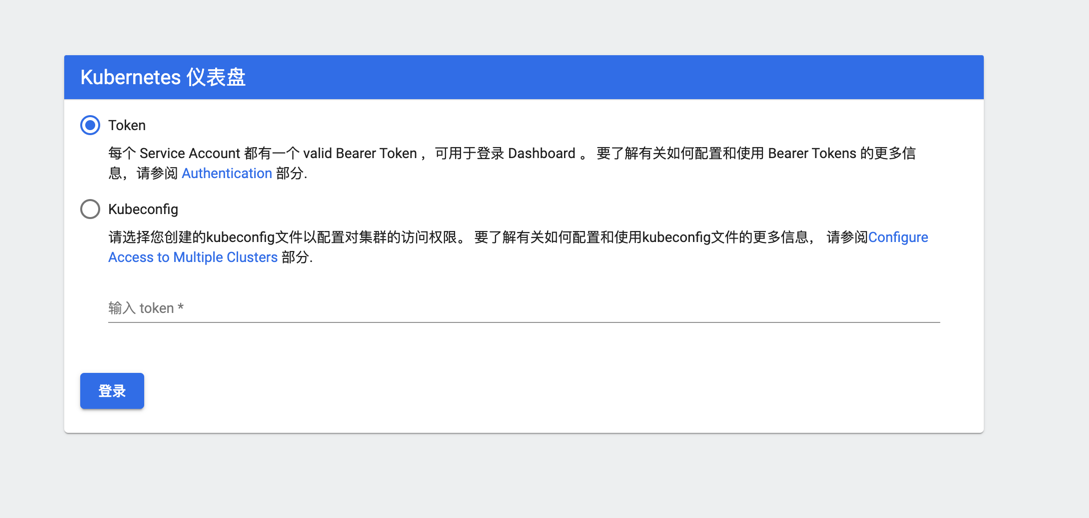 Kubernetes 仪表盘
Token
每个 Service Account 都有一个 valid Bearer Token ，可用于登录 Dashboard 。 要了解有关如何配置和使用 Bearer Tokens 的更多信
息，请参阅 Authentication 部分.
Kubeconfig
请选择您创建的kubeconfig文件以配置对集群的访问权限。 要了解有关如何配置和使用kubeconfig文件的更多信息， 请参阅Configure
Access to Multiple Clusters 部分.
输入 token *
登录